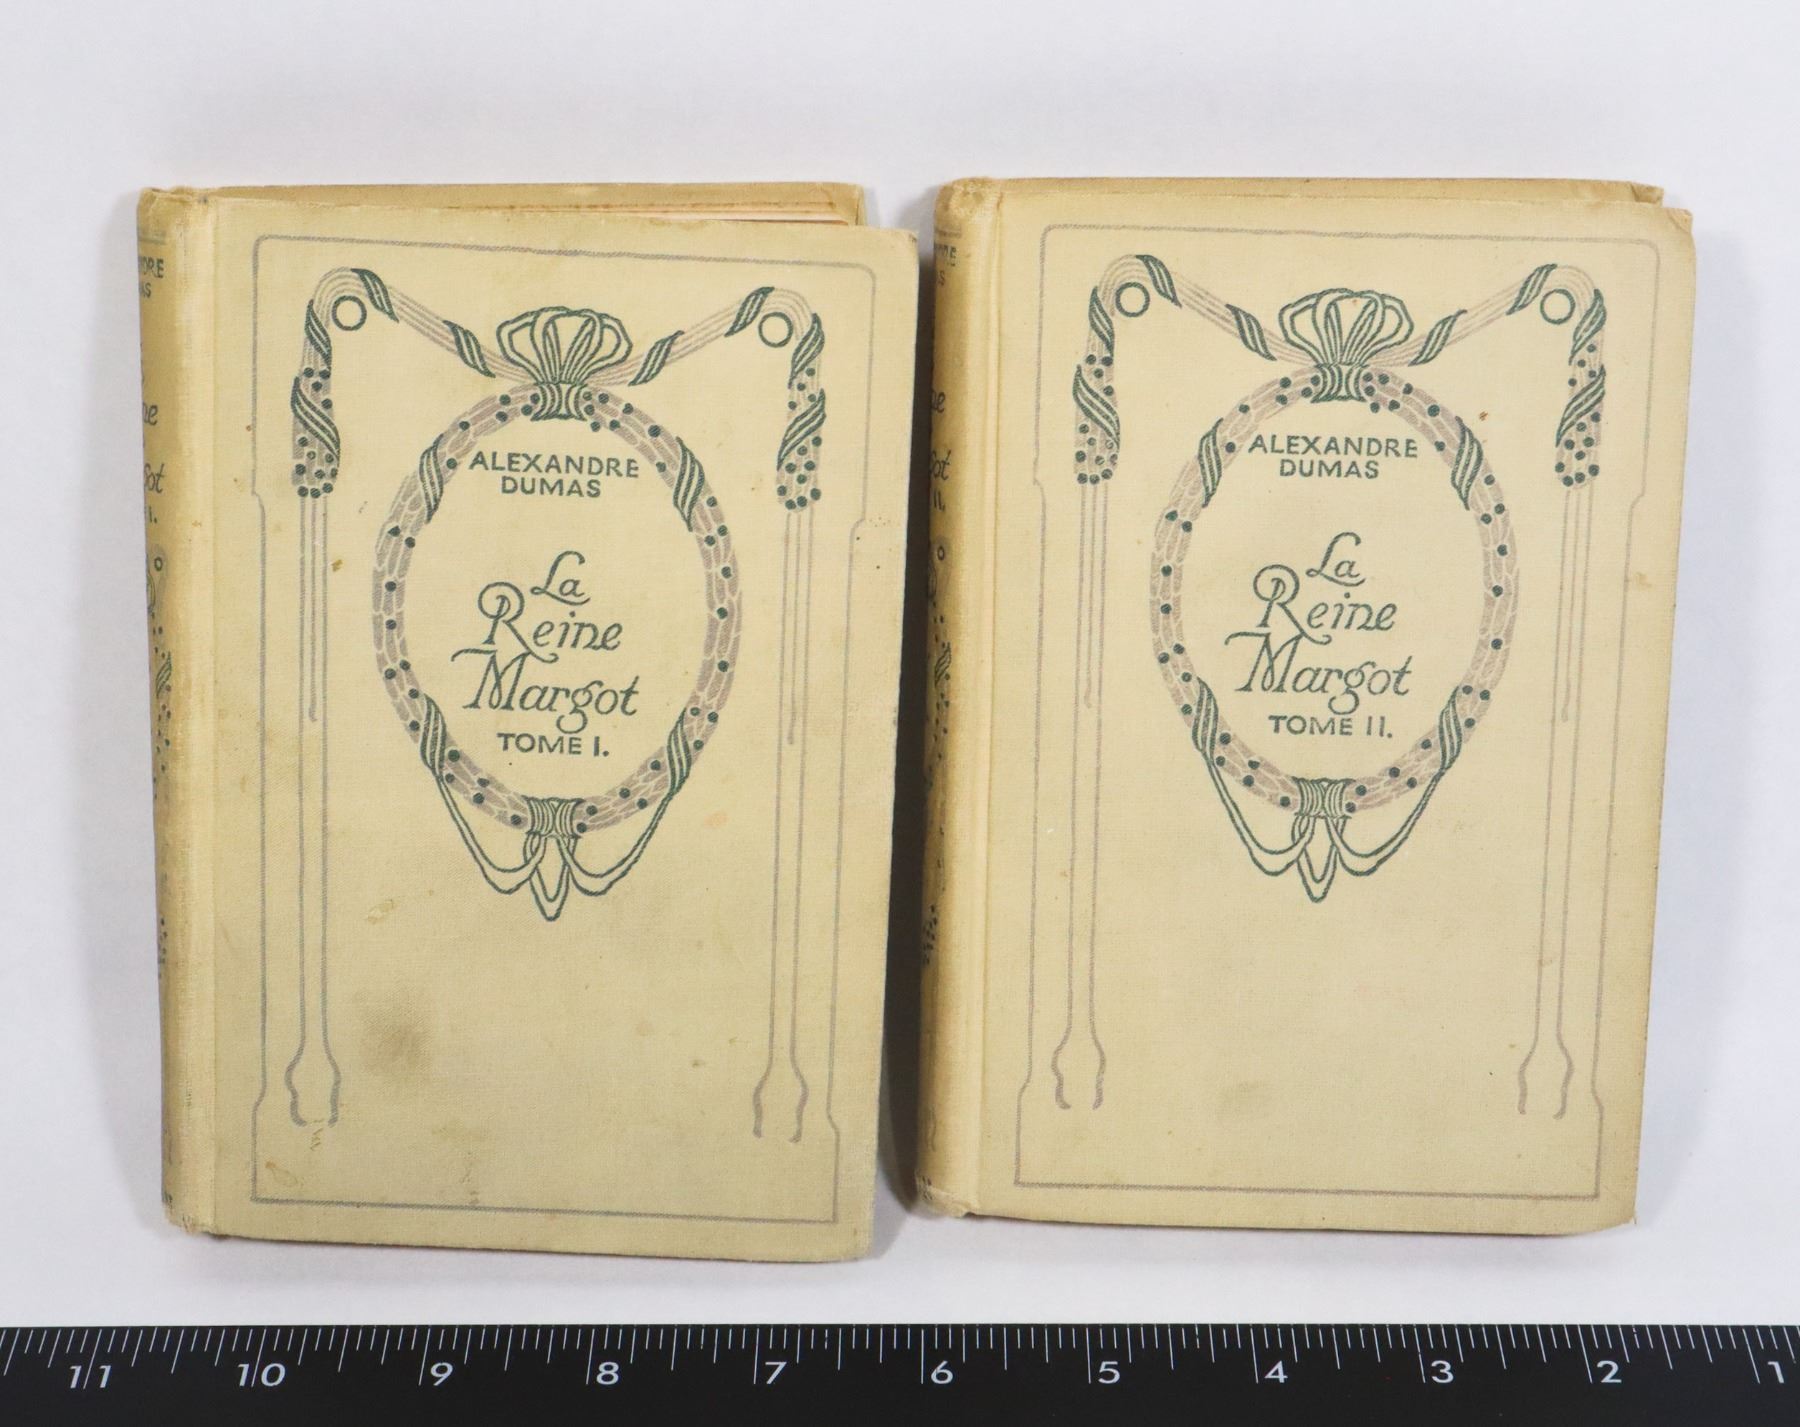 ALEXANDRE
DUMAS
La
Reine
Margot
TOME I.
ALEXANDRE
DUMAS
La
Reine
Margot
TOME II.
11 10 9 8 7 6 5 4 3 2 1